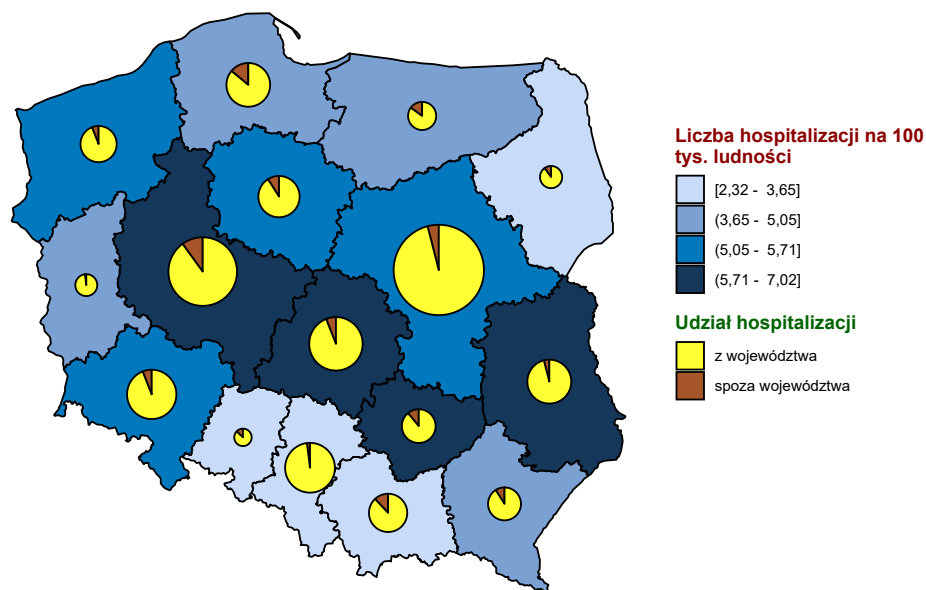 Liczba hospitalizacji na 100
tys. ludności
[2,32 - 3,65]
(3,65 - 5,05]
(5,05 - 5,71]
(5,71 - 7,02]
Udział hospitalizacji
z województwa
spoza województwa